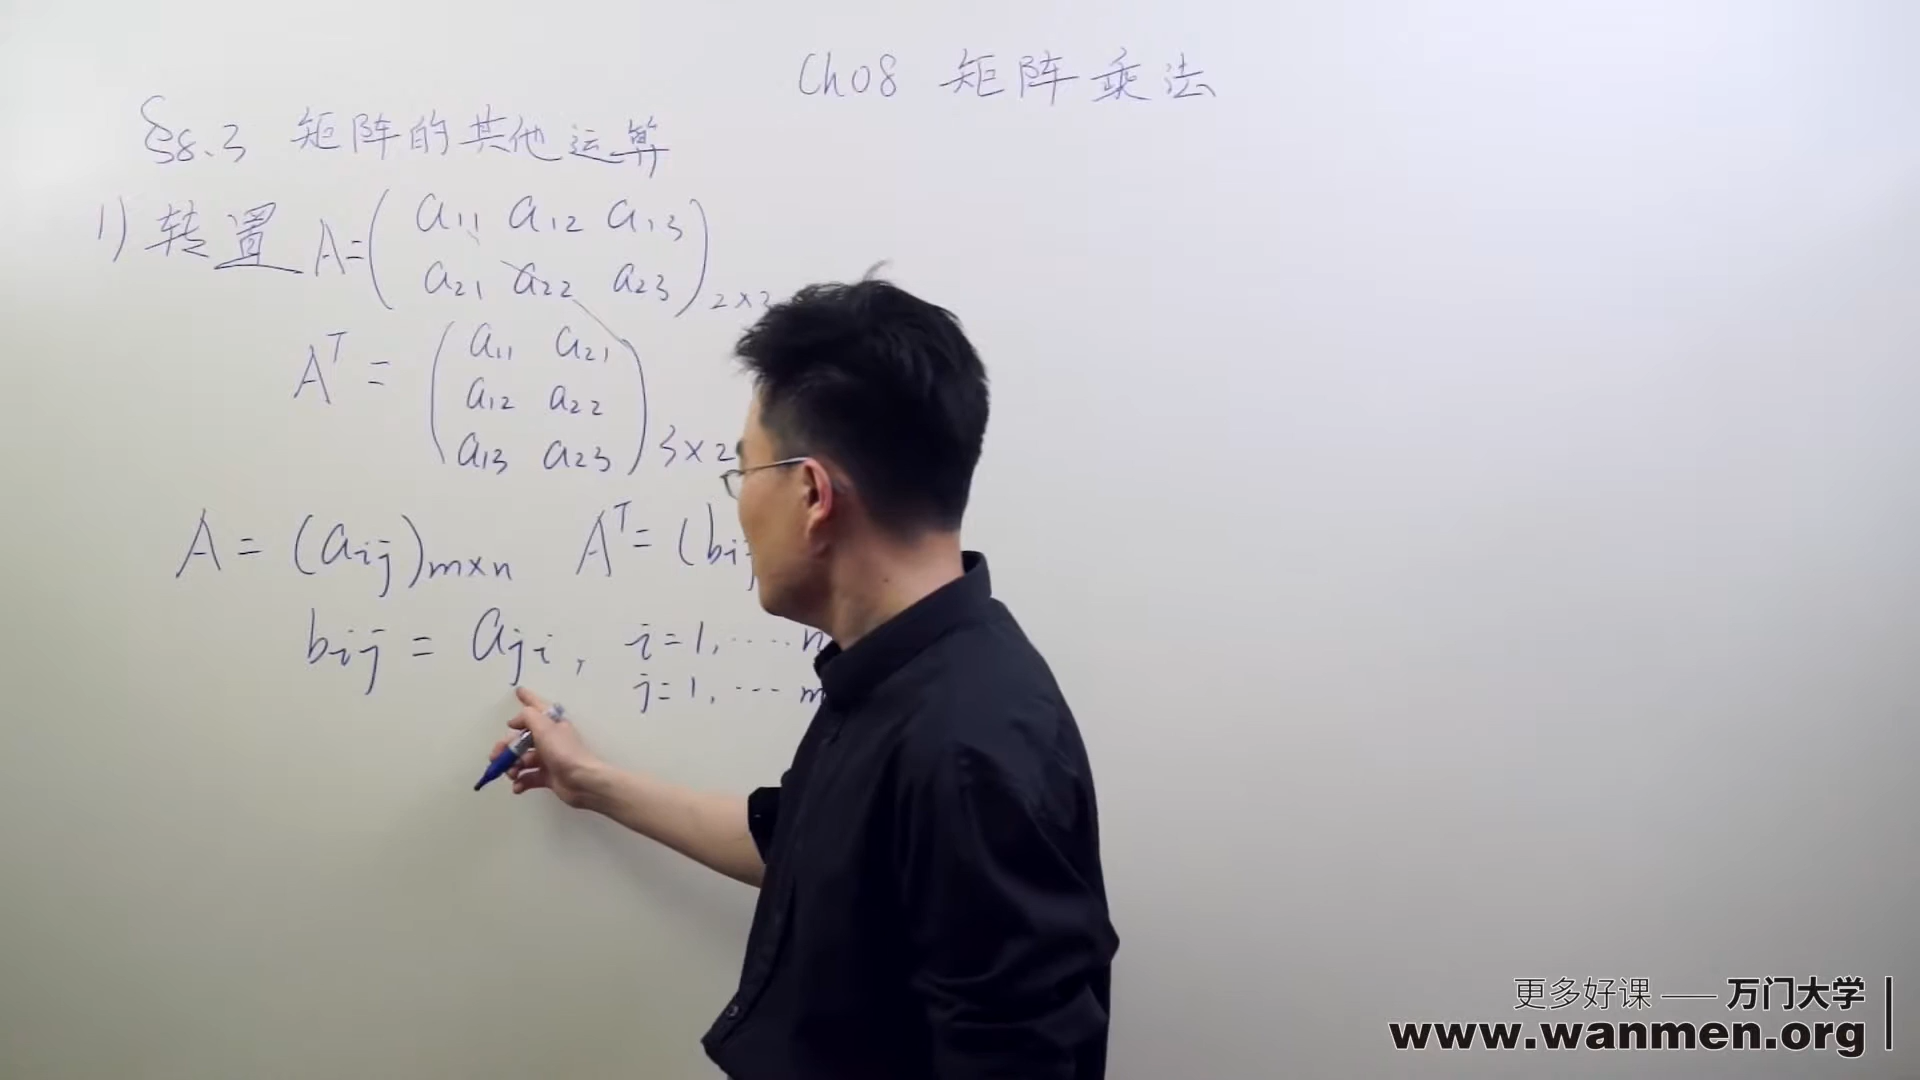 Ch08 矩阵乘法
§8.3 矩阵的其他运算
1) 转置 A=( a11 a12 a13
a21 a22 a23 )2×3
A^T = ( a11 a21
a12 a22
a13 a23 )3×2
A = (aij)m×n A^T = (bij
bij = aji, i=1,⋯⋯n
j=1,⋯m
更多好课 —— 万门大学
www.wanmen.org